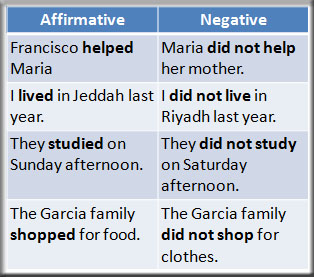 Affirmative
Negative
Francisco helped
Maria
Maria did not help
her mother.
I lived in Jeddah last
year.
I did not live in
Riyadh last year.
They studied on
Sunday afternoon.
They did not study
on Saturday
afternoon.
The Garcia family
shopped for food.
The Garcia family
did not shop for
clothes.